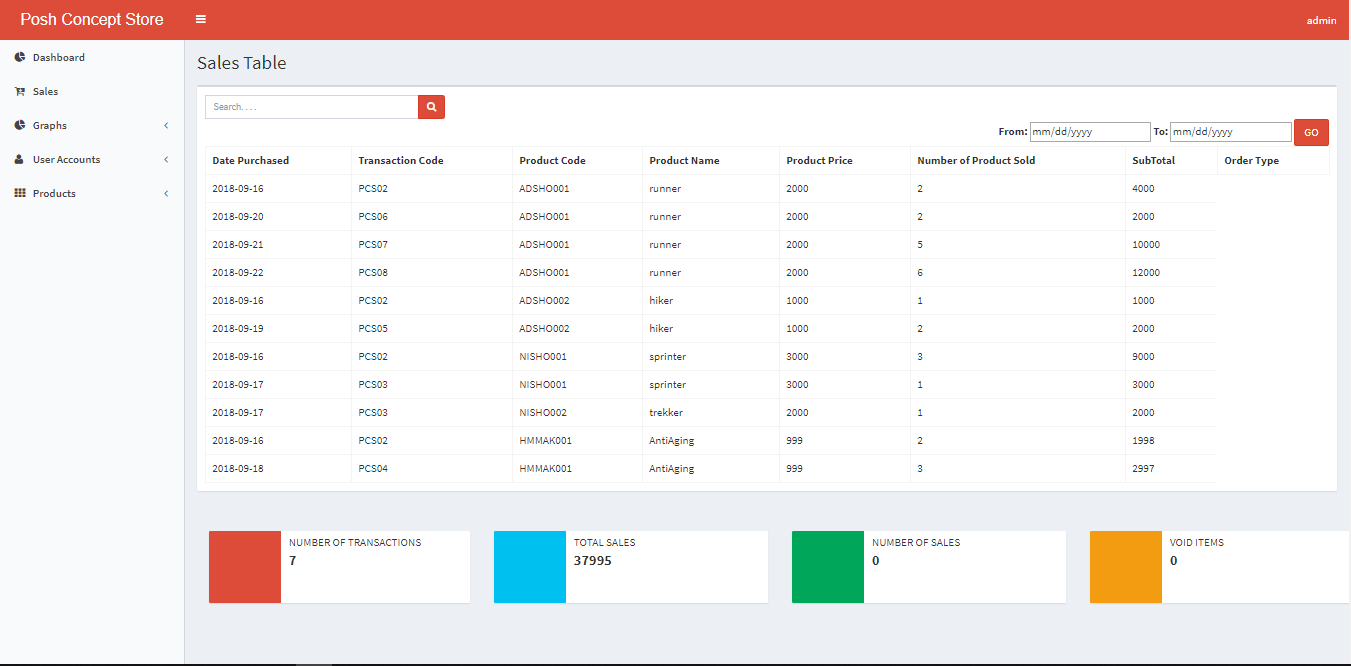 Posh Concept Store admin
Dashboard
Sales
Graphs
User Accounts
Products
Sales Table
Search. . . .
From: mm/dd/yyyy To: mm/dd/yyyy GO
Date Purchased Transaction Code Product Code Product Name Product Price Number of Product Sold SubTotal Order Type
2018-09-16 PCS02 ADSHO001 runner 2000 2 4000
2018-09-20 PCS06 ADSHO001 runner 2000 2 2000
2018-09-21 PCS07 ADSHO001 runner 2000 5 10000
2018-09-22 PCS08 ADSHO001 runner 2000 6 12000
2018-09-16 PCS02 ADSHO002 hiker 1000 1 1000
2018-09-19 PCS05 ADSHO002 hiker 1000 2 2000
2018-09-16 PCS02 NISHO001 sprinter 3000 3 9000
2018-09-17 PCS03 NISHO001 sprinter 3000 1 3000
2018-09-17 PCS03 NISHO002 trekker 2000 1 2000
2018-09-16 PCS02 HMMAK001 AntiAging 999 2 1998
2018-09-18 PCS04 HMMAK001 AntiAging 999 3 2997
NUMBER OF TRANSACTIONS
7
TOTAL SALES
37995
NUMBER OF SALES
0
VOID ITEMS
0